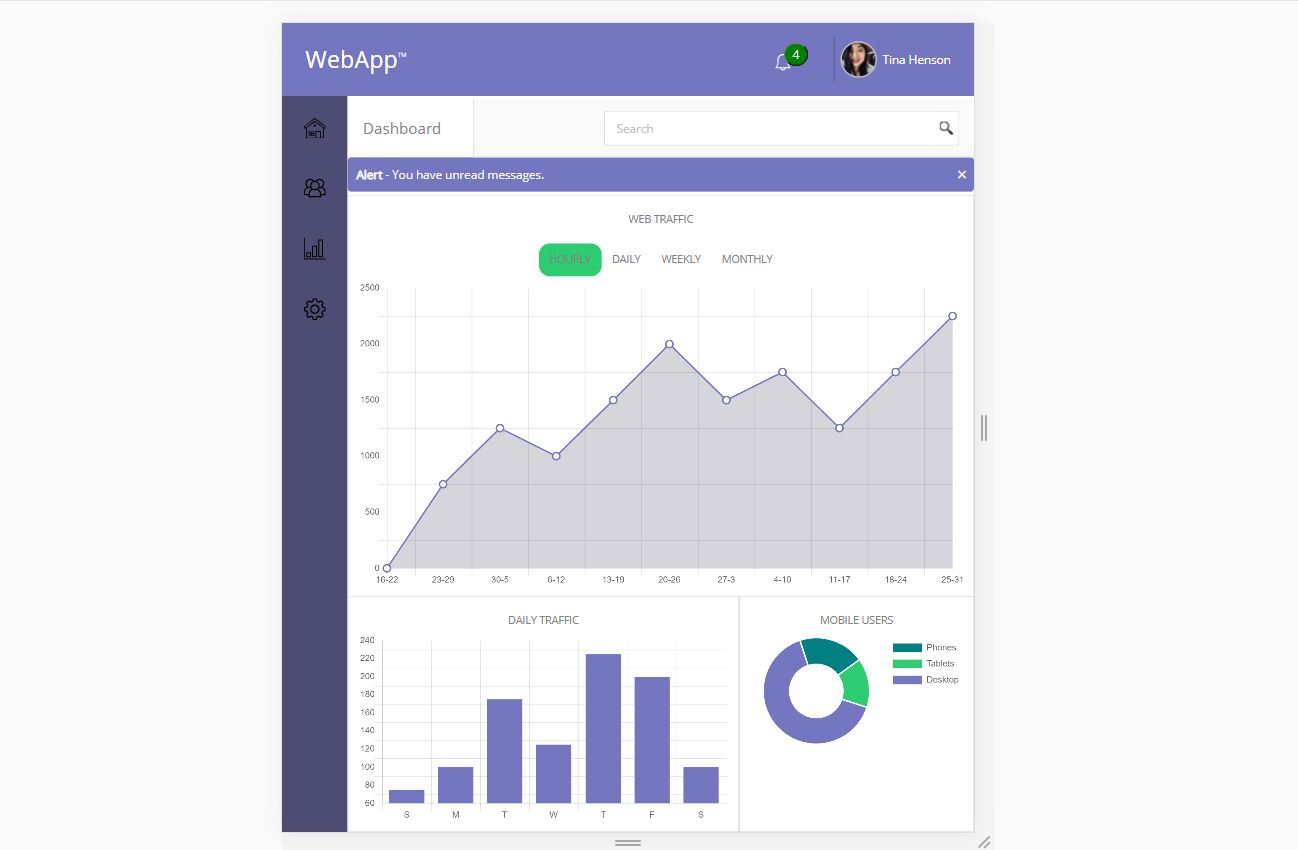 WebApp™
4
Tina Henson
Dashboard
Search
Alert - You have unread messages.
WEB TRAFFIC
HOURLY DAILY WEEKLY MONTHLY
2500
2000
1500
1000
500
0
16-22 23-29 30-5 6-12 13-19 20-26 27-3 4-10 11-17 18-24 25-31
DAILY TRAFFIC
240
220
200
180
160
140
120
100
80
60
S M T W T F S
MOBILE USERS
Phones
Tablets
Desktop